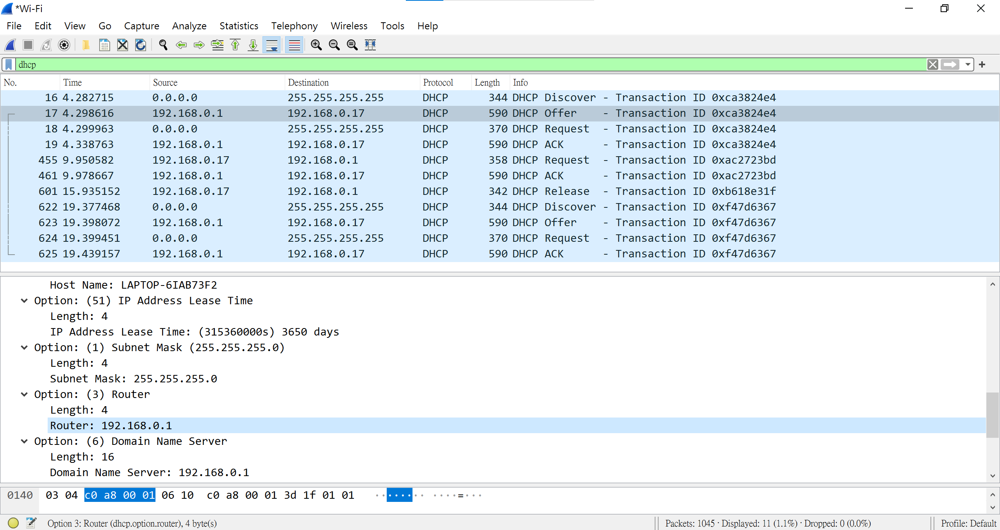 *Wi-Fi
File Edit View Go Capture Analyze Statistics Telephony Wireless Tools Help
dhcp
No. Time Source Destination Protocol Length Info
16 4.282715 0.0.0.0 255.255.255.255 DHCP 344 DHCP Discover - Transaction ID 0xca3824e4
17 4.298616 192.168.0.1 192.168.0.17 DHCP 590 DHCP Offer - Transaction ID 0xca3824e4
18 4.299963 0.0.0.0 255.255.255.255 DHCP 370 DHCP Request - Transaction ID 0xca3824e4
19 4.338763 192.168.0.1 192.168.0.17 DHCP 590 DHCP ACK - Transaction ID 0xca3824e4
455 9.950582 192.168.0.17 192.168.0.1 DHCP 358 DHCP Request - Transaction ID 0xac2723bd
461 9.978667 192.168.0.1 192.168.0.17 DHCP 590 DHCP ACK - Transaction ID 0xac2723bd
601 15.935152 192.168.0.17 192.168.0.1 DHCP 342 DHCP Release - Transaction ID 0xb618e31f
622 19.377468 0.0.0.0 255.255.255.255 DHCP 344 DHCP Discover - Transaction ID 0xf47d6367
623 19.398072 192.168.0.1 192.168.0.17 DHCP 590 DHCP Offer - Transaction ID 0xf47d6367
624 19.399451 0.0.0.0 255.255.255.255 DHCP 370 DHCP Request - Transaction ID 0xf47d6367
625 19.439157 192.168.0.1 192.168.0.17 DHCP 590 DHCP ACK - Transaction ID 0xf47d6367
Host Name: LAPTOP-6IAB73F2
Option: (51) IP Address Lease Time
Length: 4
IP Address Lease Time: (315360000s) 3650 days
Option: (1) Subnet Mask (255.255.255.0)
Length: 4
Subnet Mask: 255.255.255.0
Option: (3) Router
Length: 4
Router: 192.168.0.1
Option: (6) Domain Name Server
Length: 16
Domain Name Server: 192.168.0.1
0140 03 04 c0 a8 00 01 06 10 c0 a8 00 01 3d 1f 01 01 ········ ····=···
Option 3: Router (dhcp.option.router), 4 byte(s) Packets: 1045 · Displayed: 11 (1.1%) · Dropped: 0 (0.0%) Profile: Default